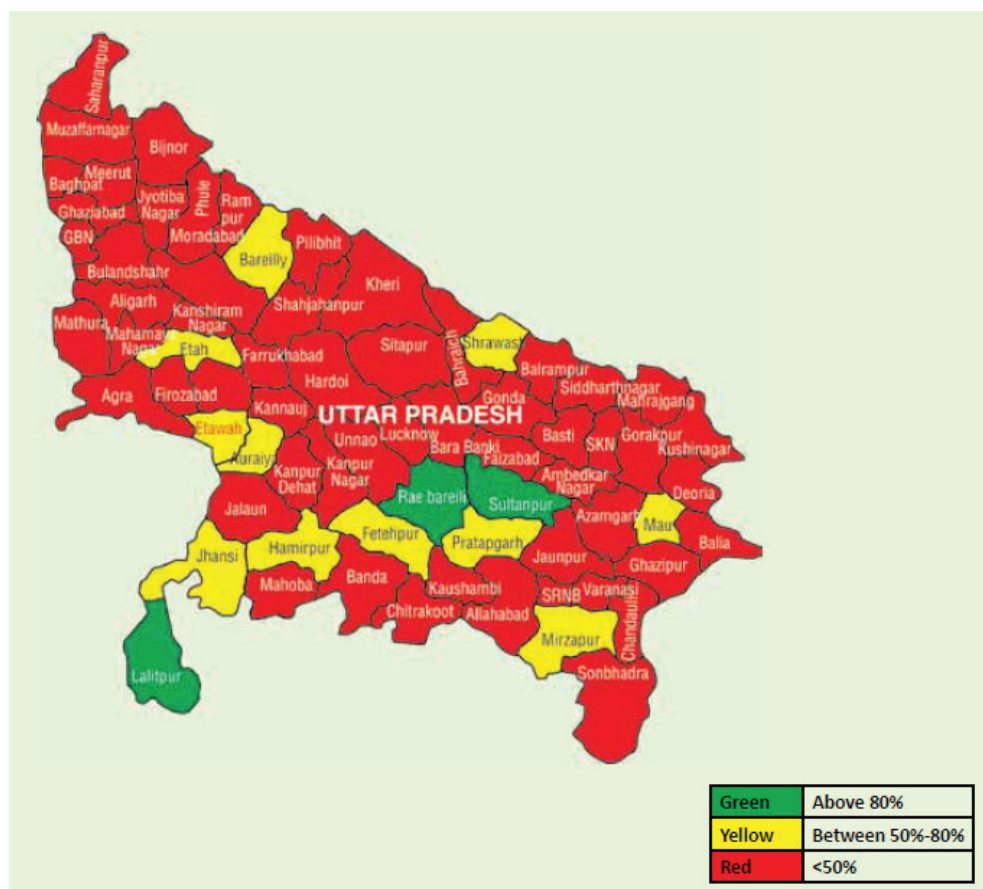 Saharanpur
Muzaffarnagar
Bijnor
Meerut
Baghpat
Jyotiba
Nagar
Phule
Ram
pur
Ghaziabad
GBN
Moradabad
Bareilly
Pilibhit
Bulandshahr
Kheri
Aligarh
Kanshiram
Nagar
Shahjahanpur
Mathura
Mahamaya
Nagar
Etah
Farrukhabad
Sitapur
Bahraich
Shrawasti
Balrampur
Hardoi
Siddharthnagar
Mahrajgang
Agra
Firozabad
Kannauj
Gonda
UTTAR PRADESH
Etawah
Auraiya
Unnao
Lucknow
Bara Banki
Faizabad
Basti
SKN
Gorakpur
Kushinagar
Kanpur
Dehat
Kanpur
Nagar
Ambedkar
Nagar
Deoria
Rae bareili
Sultanpur
Jalaun
Azamgarh
Mau
Balia
Fetehpur
Pratapgarh
Jhansi
Hamirpur
Jaunpur
Ghazipur
Mahoba
Banda
Kaushambi
SRNB
Varanasi
Chitrakoot
Allahabad
Chandauli
Mirzapur
Sonbhadra
Lalitpur
Green Above 80%
Yellow Between 50%-80%
Red <50%